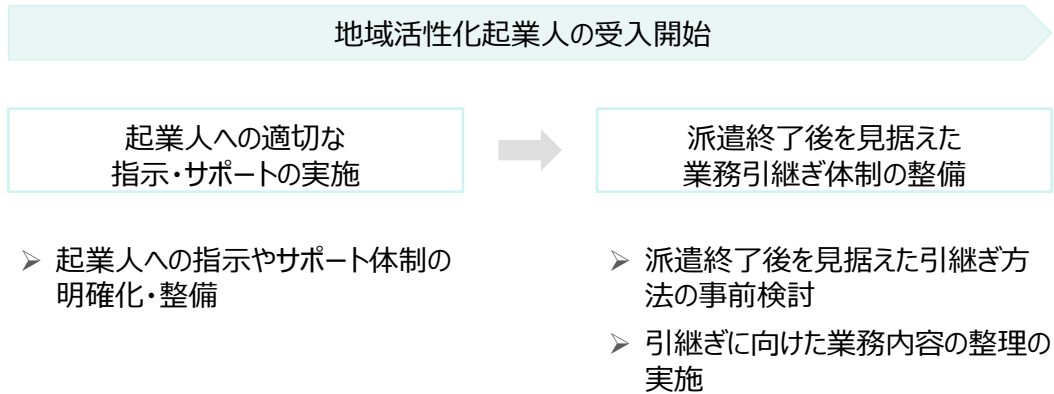 地域活性化起業人の受入開始
起業人への適切な
指示・サポートの実施
派遣終了後を見据えた
業務引継ぎ体制の整備
➢ 起業人への指示やサポート体制の
明確化・整備
➢ 派遣終了後を見据えた引継ぎ方
法の事前検討
➢ 引継ぎに向けた業務内容の整理の
実施